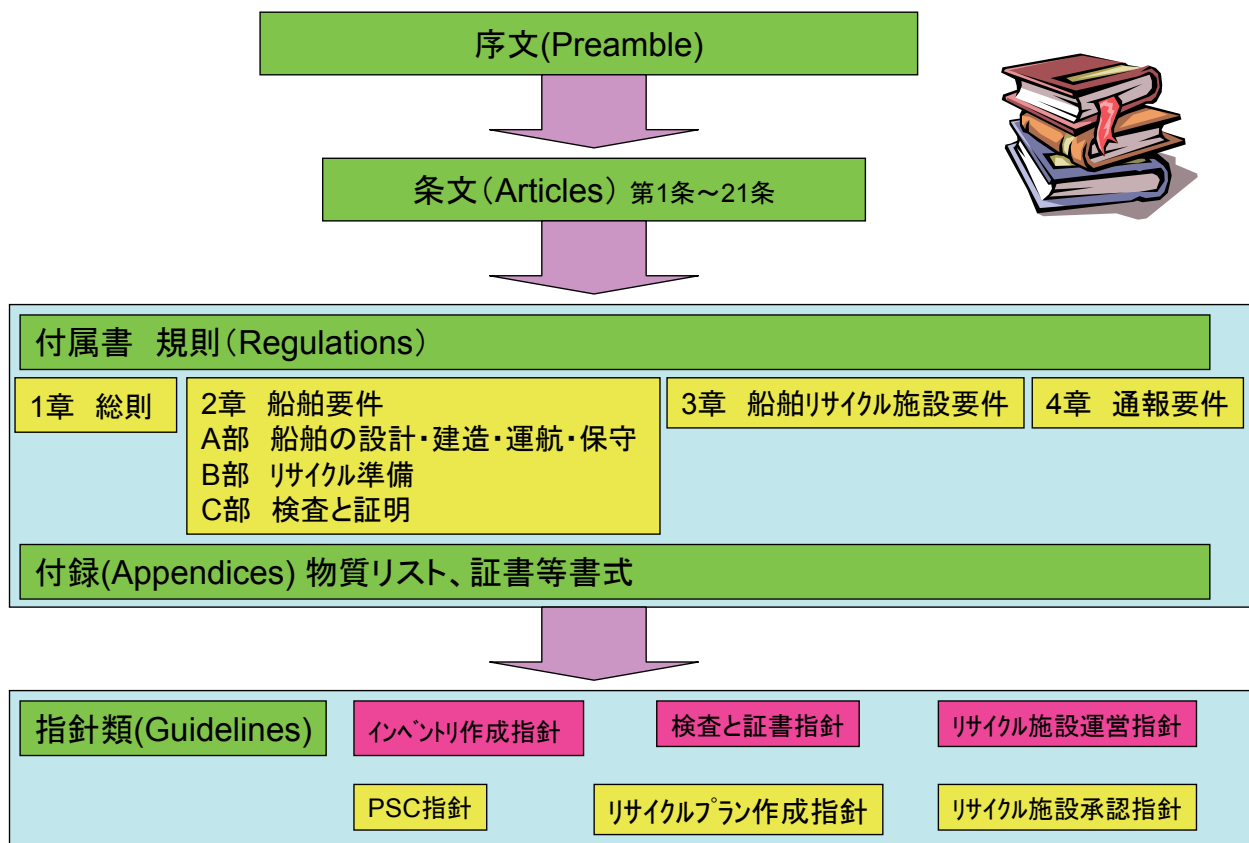 序文(Preamble)
条文（Articles） 第1条～21条
付属書　規則（Regulations）
1章　総則
2章　船舶要件
A部　船舶の設計・建造・運航・保守
B部　ﾘｻｲｸﾙ準備
C部　検査と証明
3章　船舶ﾘｻｲｸﾙ施設要件
4章　通報要件
付録(Appendices) 物質リスト、証書等書式
指針類(Guidelines)
ｲﾝﾍﾞﾝﾄﾘ作成指針
検査と証書指針
ﾘｻｲｸﾙ施設運営指針
PSC指針
ﾘｻｲｸﾙﾌﾟﾗﾝ作成指針
ﾘｻｲｸﾙ施設承認指針